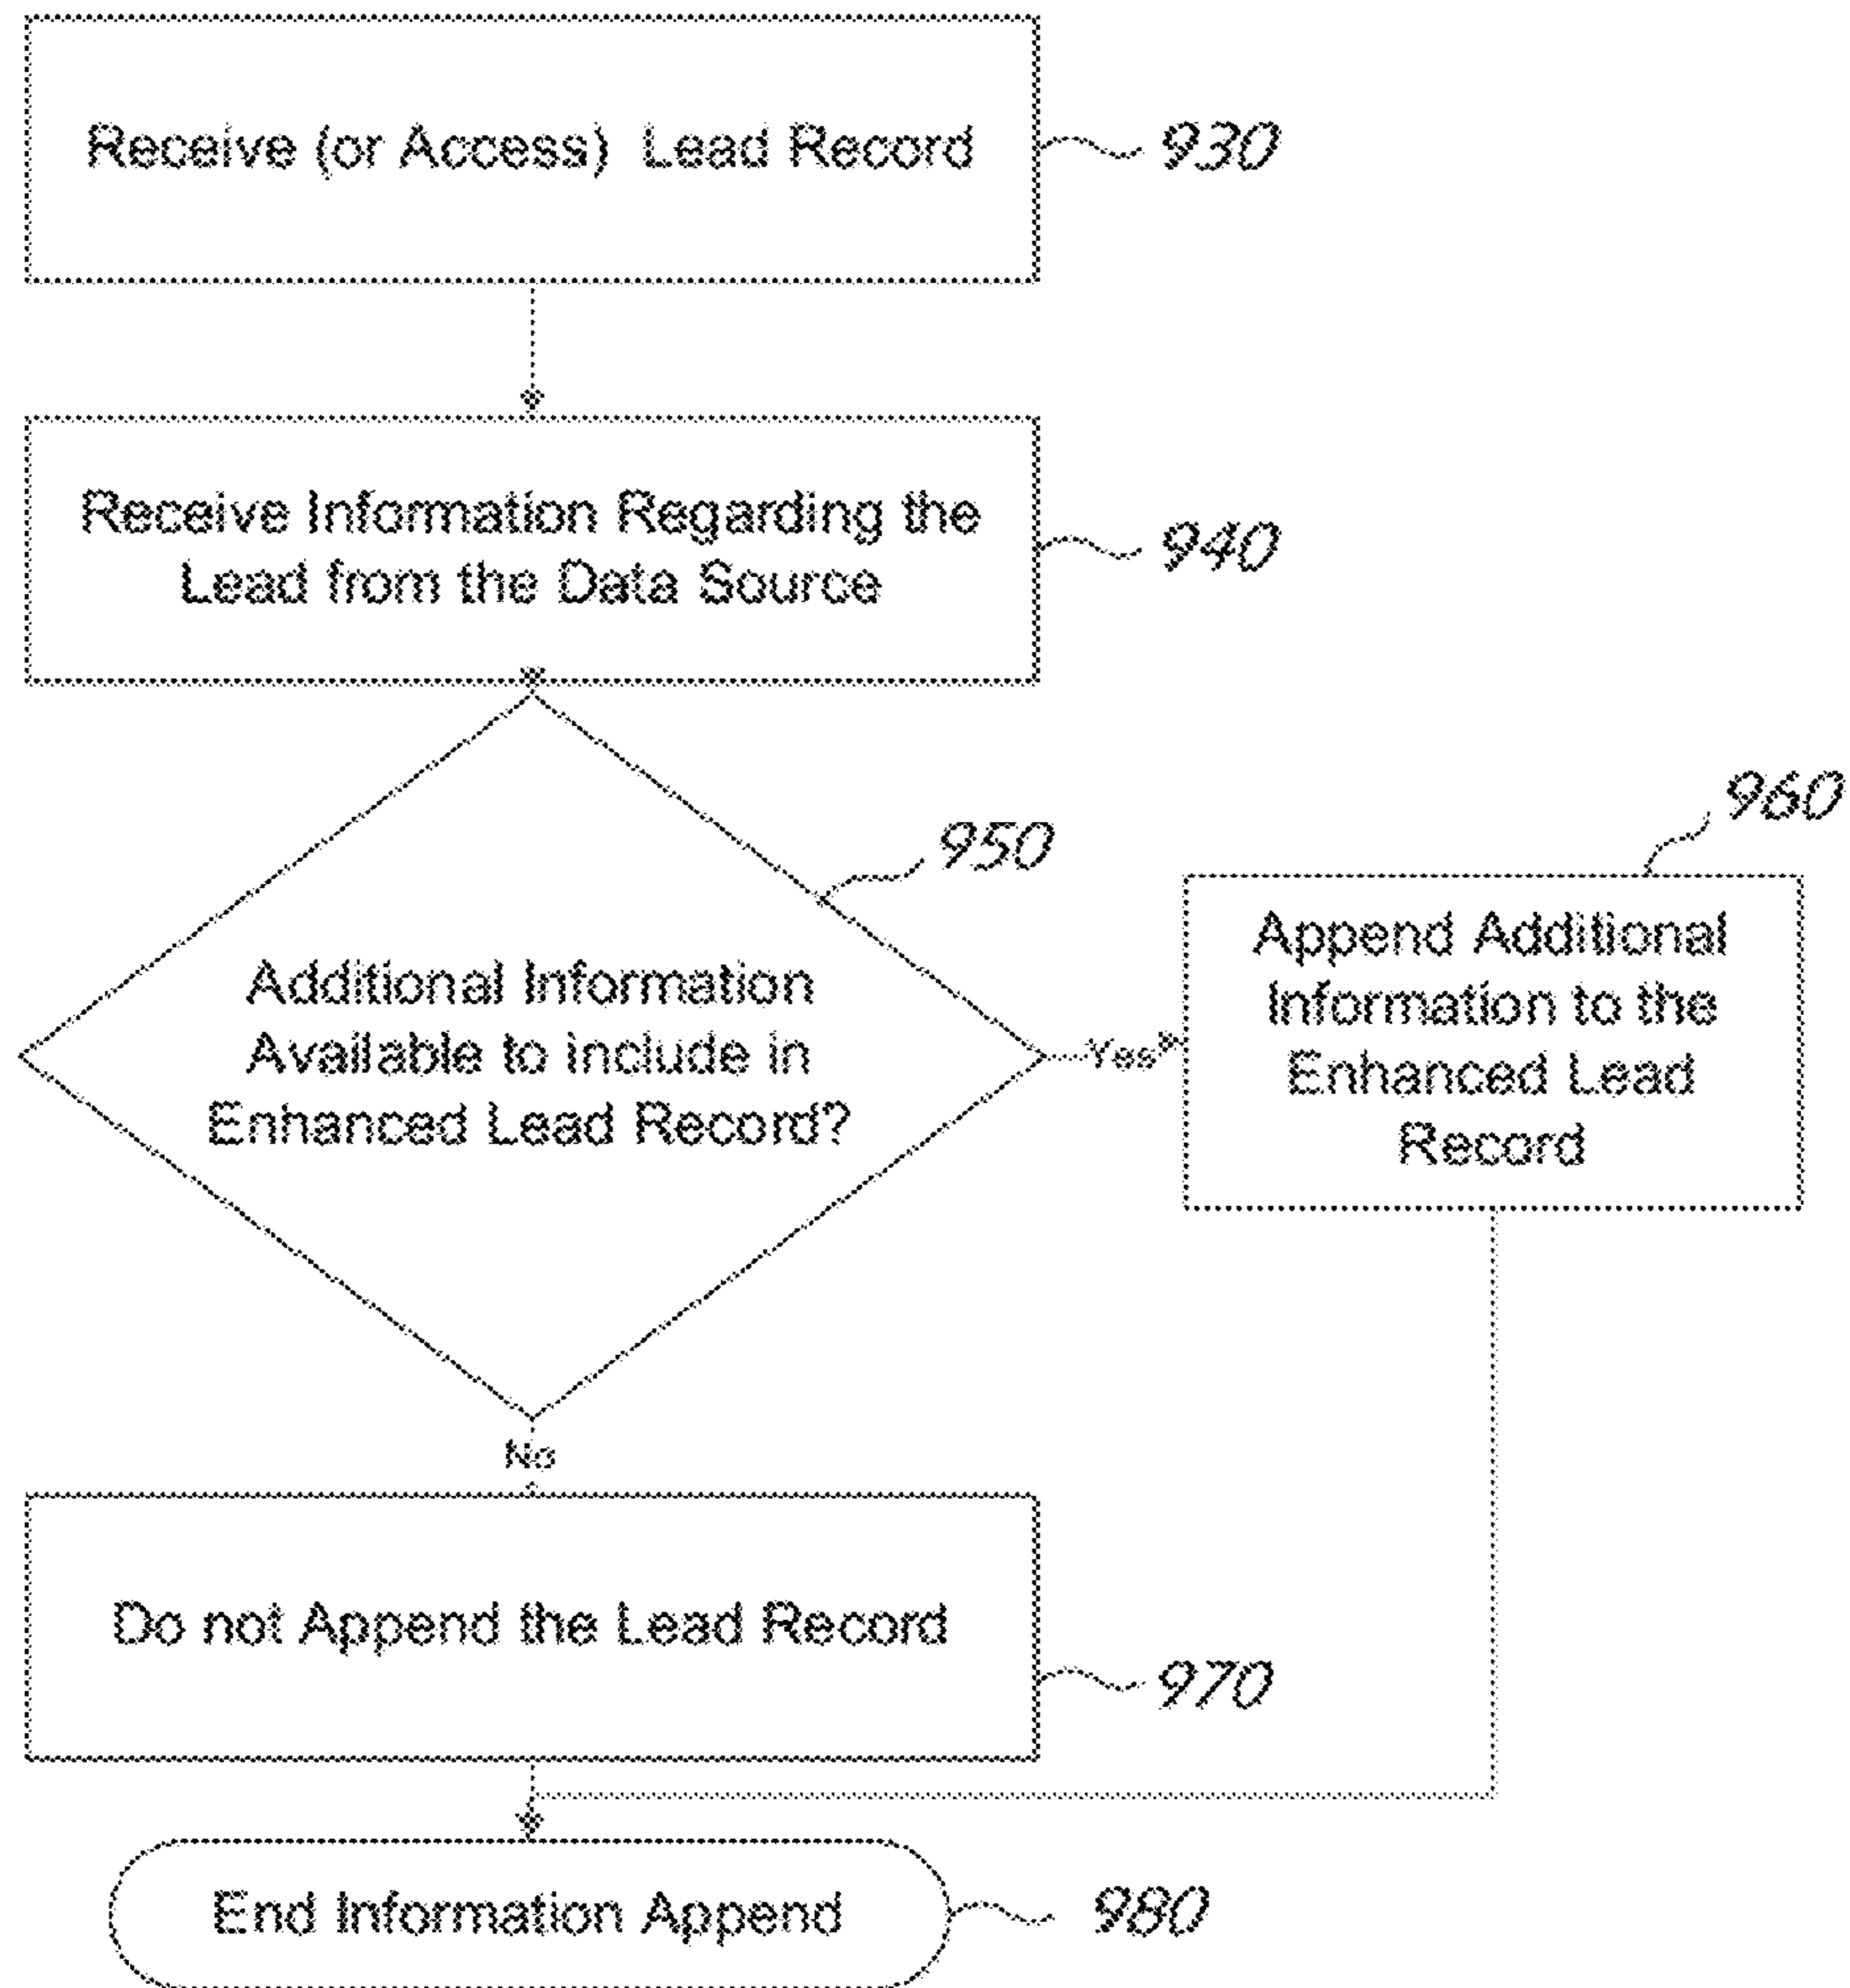 Receive (or Access) Lead Record
930
Receive Information Regarding the
Lead from the Data Source
940
950
960
Additional Information
Available to include in
Enhanced Lead Record?
Yes
Append Additional
Information to the
Enhanced Lead
Record
No
Do not Append the Lead Record
970
End Information Append
980